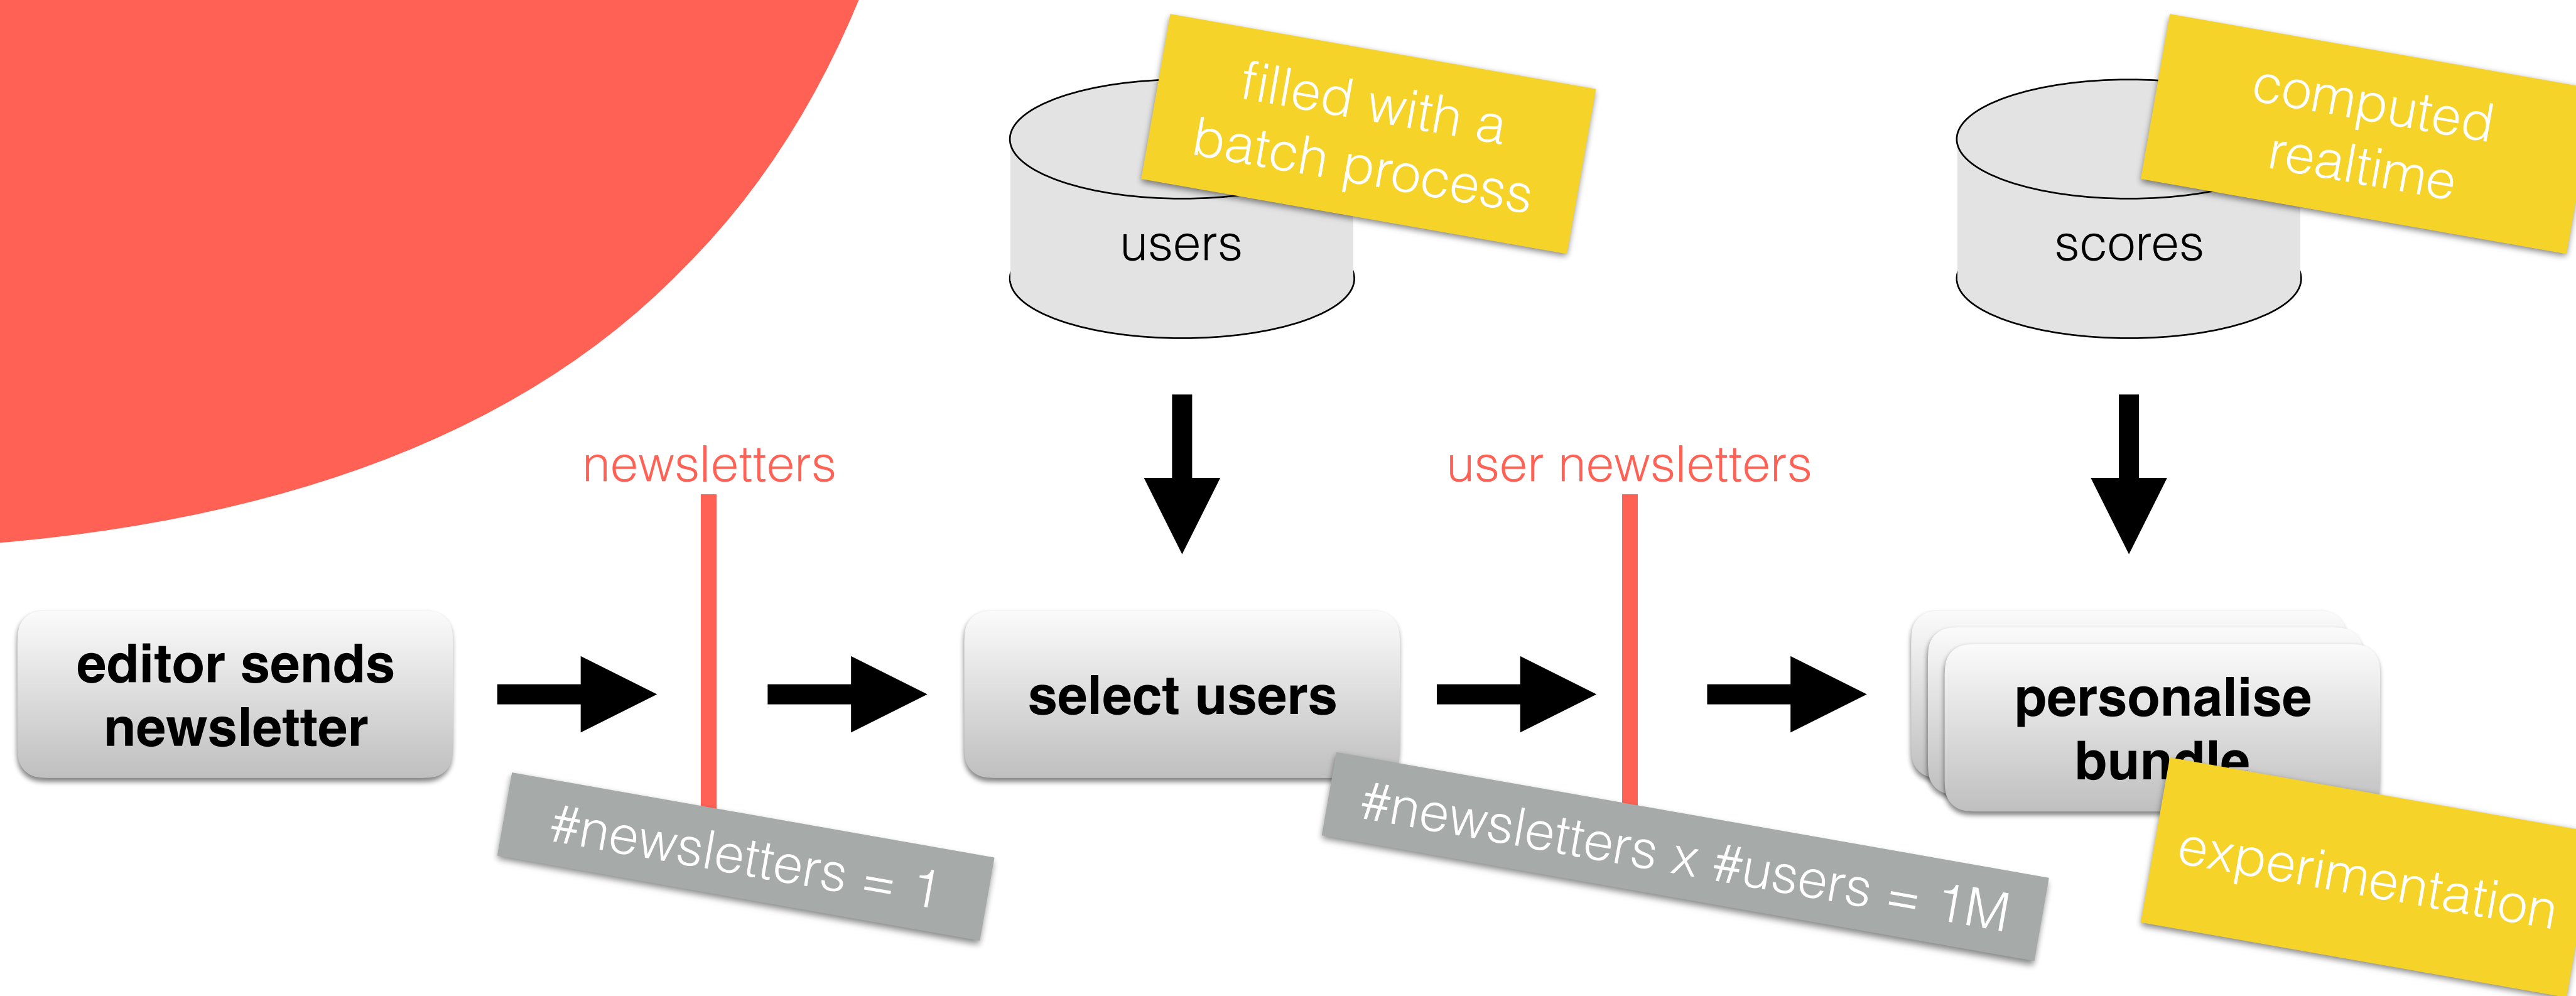 filled with a
batch process
users
computed
realtime
scores
newsletters
user newsletters
editor sends
newsletter
select users
personalise
bundle
#newsletters = 1
#newsletters x #users = 1M
experimentation